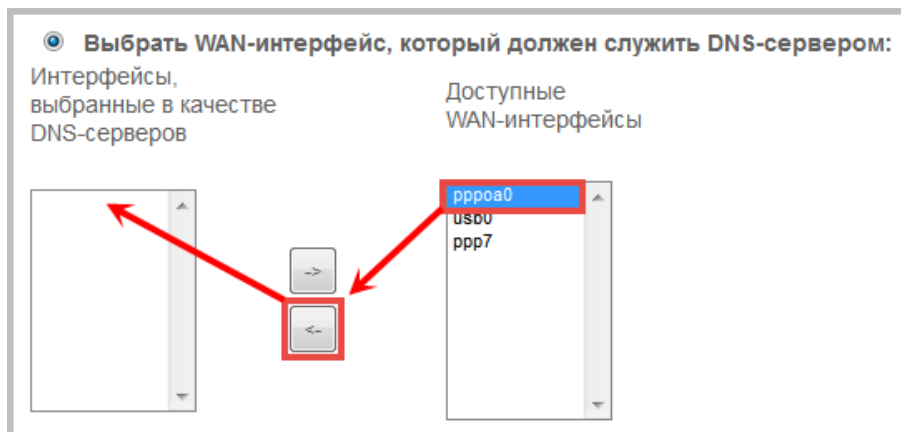 Выбрать WAN-интерфейс, который должен служить DNS-сервером:
Интерфейсы,
выбранные в качестве
DNS-серверов
Доступные
WAN-интерфейсы
pppoa0
usb0
ppp7
->
<-